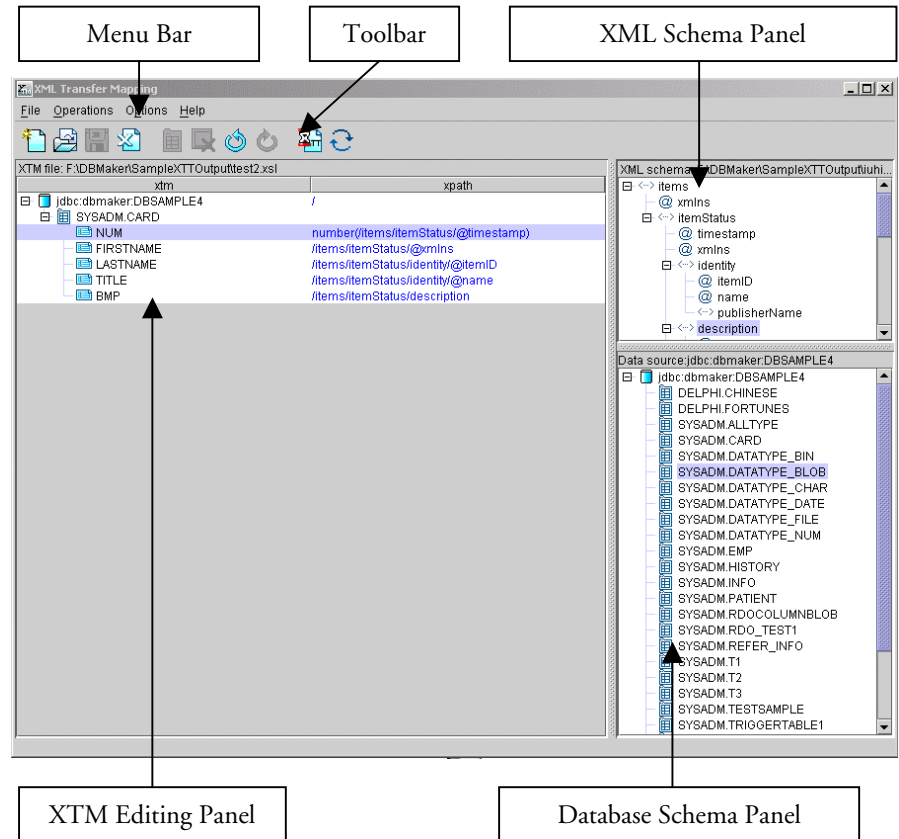 Menu Bar
Toolbar
XML Schema Panel
XML Transfer Mapping
File Operations Options Help
XTM file: F:\DBMaker\SampleXTTOutput\test2.xsl
xtm xpath
jdbc:dbmaker:DBSAMPLE4 /
SYSADM.CARD
NUM number(/items/itemStatus/@timestamp)
FIRSTNAME /items/itemStatus/@xmlns
LASTNAME /items/itemStatus/identity/@itemID
TITLE /items/itemStatus/identity/@name
BMP /items/itemStatus/description
XML schema: F:\DBMaker\SampleXTTOutput\iuhi...
items
@ xmlns
itemStatus
@ timestamp
@ xmlns
identity
@ itemID
@ name
publisherName
description
Data source:jdbc:dbmaker:DBSAMPLE4
jdbc:dbmaker:DBSAMPLE4
DELPHI.CHINESE
DELPHI.FORTUNES
SYSADM.ALLTYPE
SYSADM.CARD
SYSADM.DATATYPE_BIN
SYSADM.DATATYPE_BLOB
SYSADM.DATATYPE_CHAR
SYSADM.DATATYPE_DATE
SYSADM.DATATYPE_FILE
SYSADM.DATATYPE_NUM
SYSADM.EMP
SYSADM.HISTORY
SYSADM.INFO
SYSADM.PATIENT
SYSADM.RDOCOLUMNBLOB
SYSADM.RDO_TEST1
SYSADM.REFER_INFO
SYSADM.T1
SYSADM.T2
SYSADM.T3
SYSADM.TESTSAMPLE
SYSADM.TRIGGERTABLE1
XTM Editing Panel
Database Schema Panel